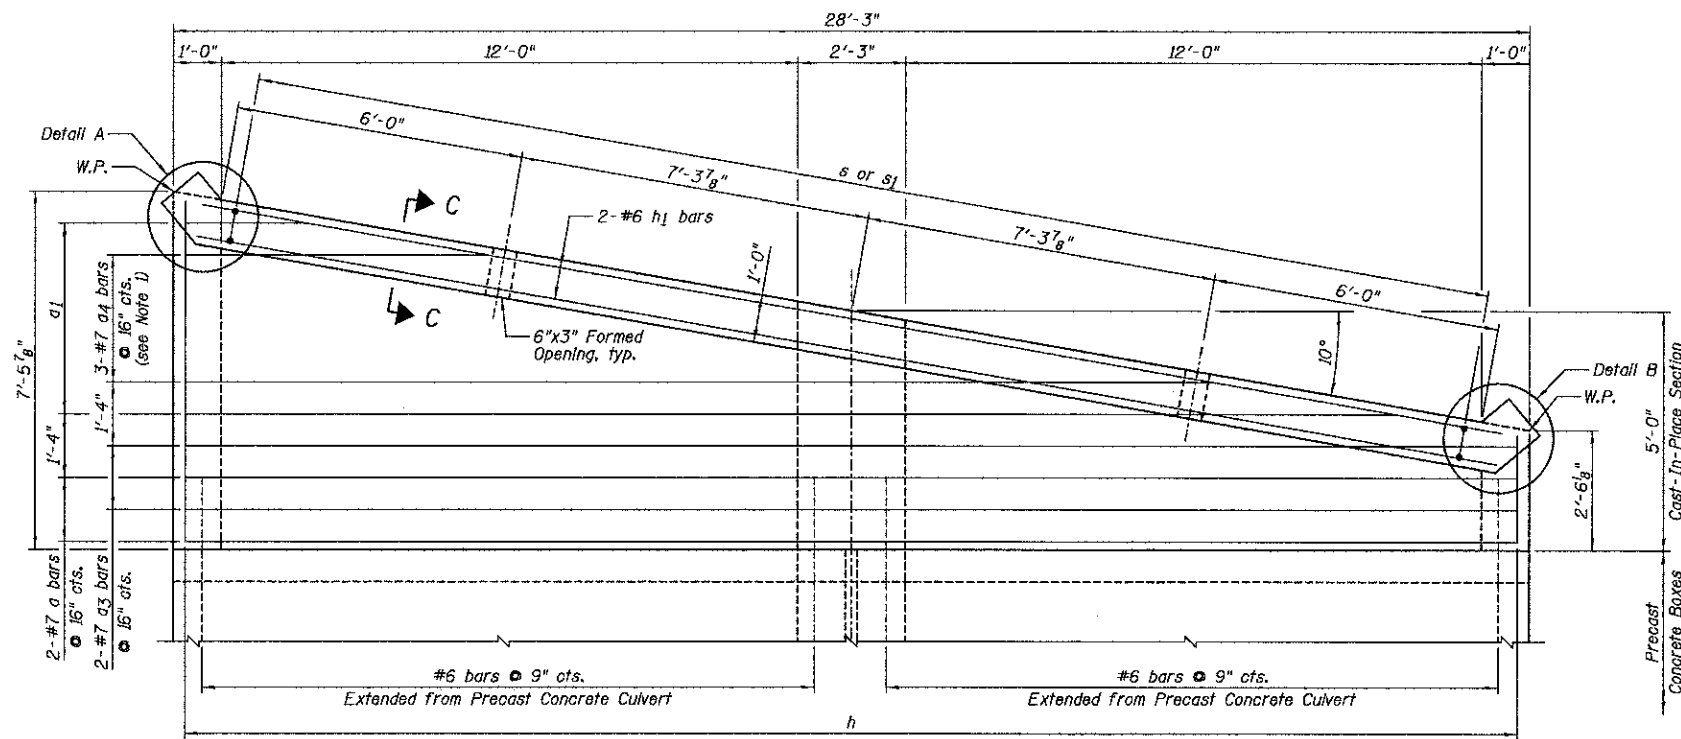 28'-3"
1'-0"
12'-0"
2'-3"
12'-0"
1'-0"
Detail A
W.P.
6'-0"
7'-3⅞"
s or s1
C
2-#6 h1 bars
7'-3⅞"
1'-0"
C
6'-0"
6"x3" Formed
Opening, typ.
10°
Detail B
W.P.
7'-5⅞"
a1
1'-4"
2-#7 a bars
@ 16" cts.
3-#7 a4 bars
@ 16" cts.
(see Note 1)
1'-4"
2-#7 a3 bars
@ 16" cts.
2'-6⅛"
5'-0"
Cast-In-Place Section
Precast
Concrete Boxes
#6 bars @ 9" cts.
Extended from Precast Concrete Culvert
#6 bars @ 9" cts.
Extended from Precast Concrete Culvert
h